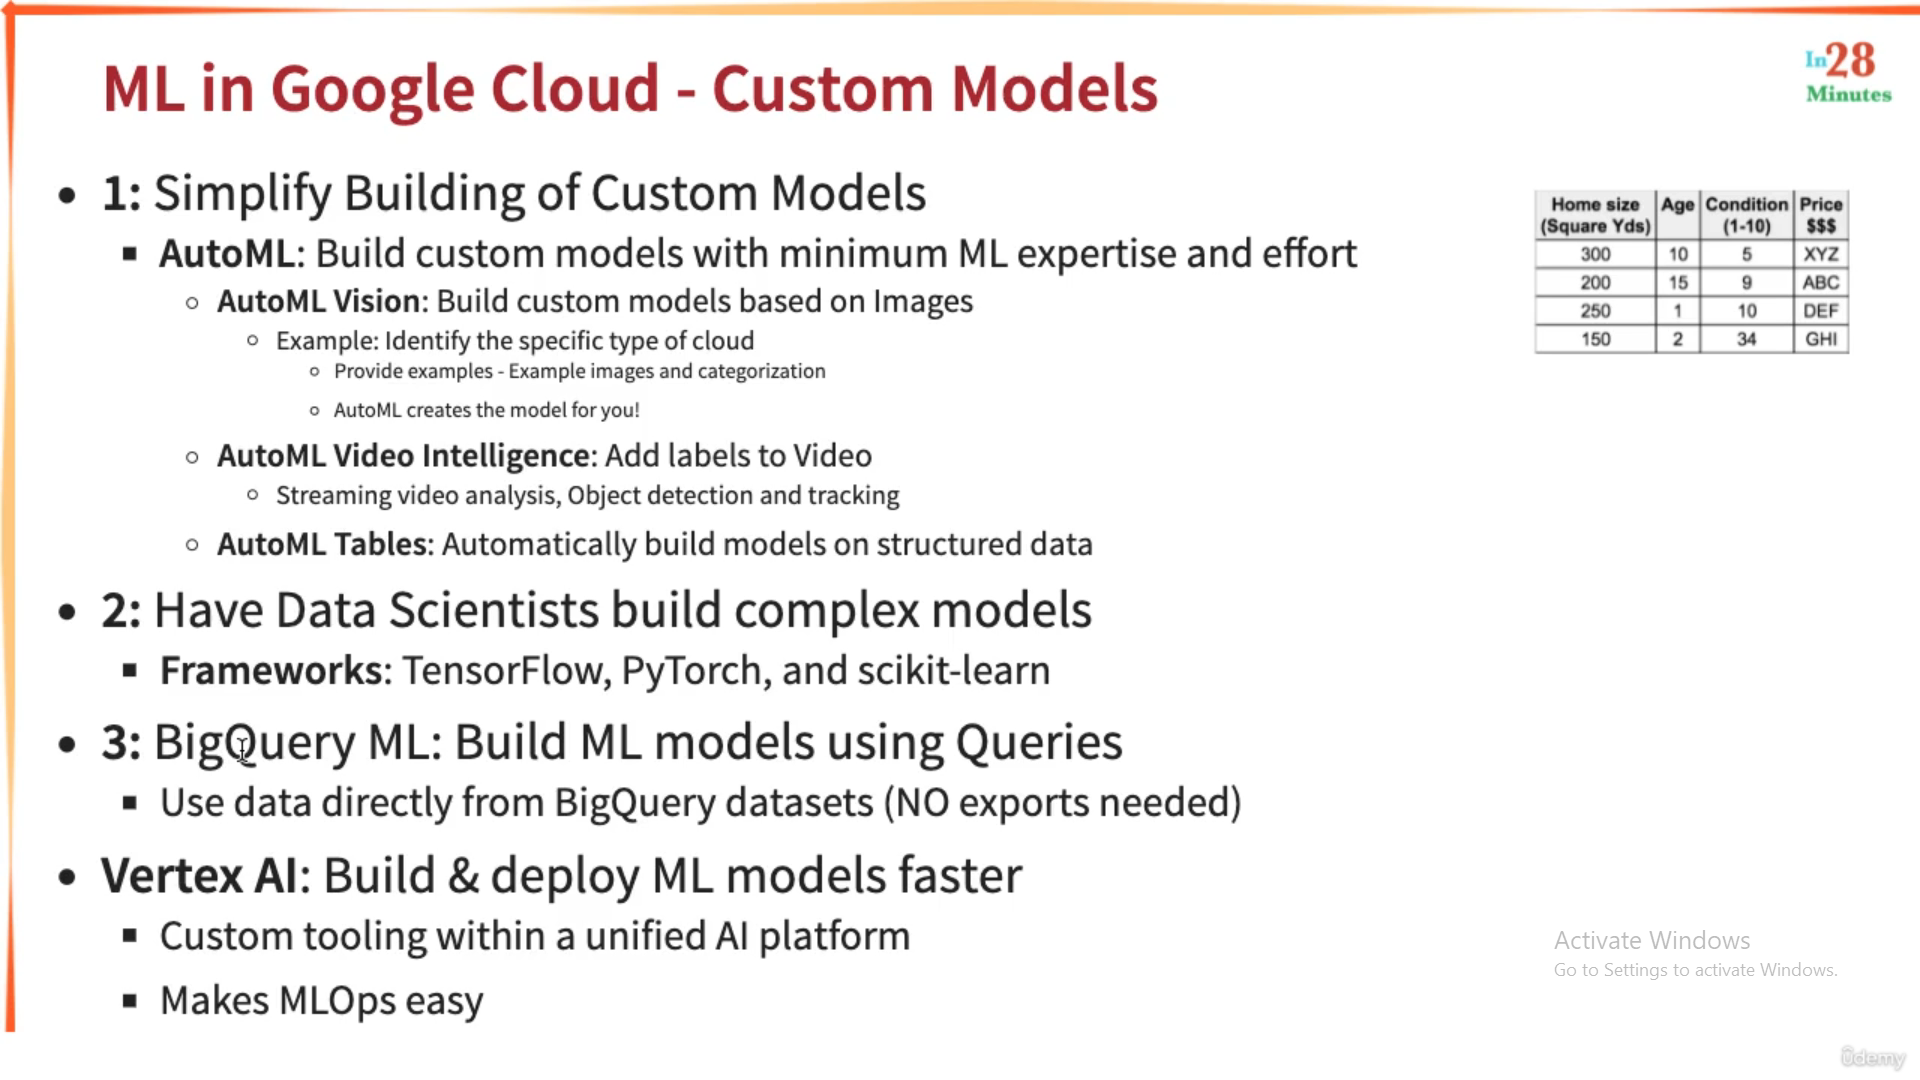 ML in Google Cloud - Custom Models
In 28
Minutes
• 1: Simplify Building of Custom Models
▪ AutoML: Build custom models with minimum ML expertise and effort
○ AutoML Vision: Build custom models based on Images
○ Example: Identify the specific type of cloud
○ Provide examples - Example images and categorization
○ AutoML creates the model for you!
○ AutoML Video Intelligence: Add labels to Video
○ Streaming video analysis, Object detection and tracking
○ AutoML Tables: Automatically build models on structured data
• 2: Have Data Scientists build complex models
▪ Frameworks: TensorFlow, PyTorch, and scikit-learn
• 3: BigQuery ML: Build ML models using Queries
▪ Use data directly from BigQuery datasets (NO exports needed)
• Vertex AI: Build & deploy ML models faster
▪ Custom tooling within a unified AI platform
▪ Makes MLOps easy
Home size Age Condition Price
(Square Yds) (1-10) $$$
300 10 5 XYZ
200 15 9 ABC
250 1 10 DEF
150 2 34 GHI
Activate Windows
Go to Settings to activate Windows.
ûdemy